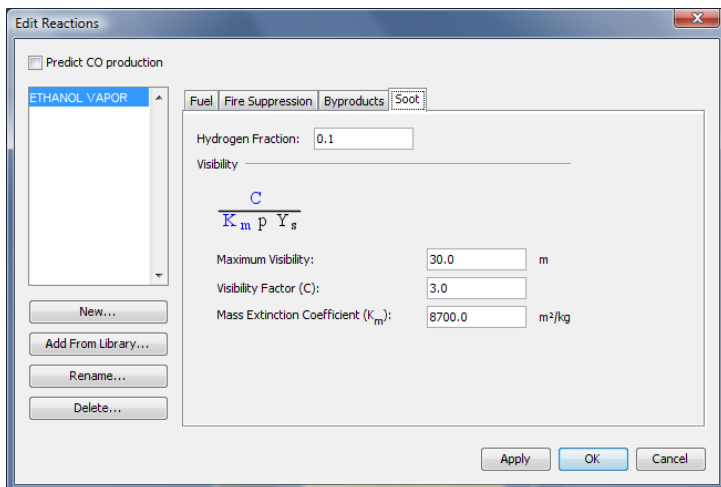 Edit Reactions
Predict CO production
ETHANOL VAPOR
Fuel Fire Suppression Byproducts Soot
Hydrogen Fraction: 0.1
Visibility
C
K m p Y s
Maximum Visibility: 30.0 m
Visibility Factor (C): 3.0
Mass Extinction Coefficient (Km): 8700.0 m²/kg
New...
Add From Library...
Rename...
Delete...
Apply OK Cancel